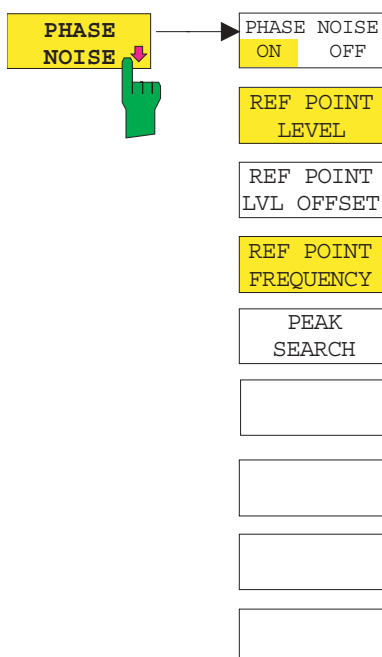 PHASE
NOISE
PHASE NOISE
ON OFF
REF POINT
LEVEL
REF POINT
LVL OFFSET
REF POINT
FREQUENCY
PEAK
SEARCH